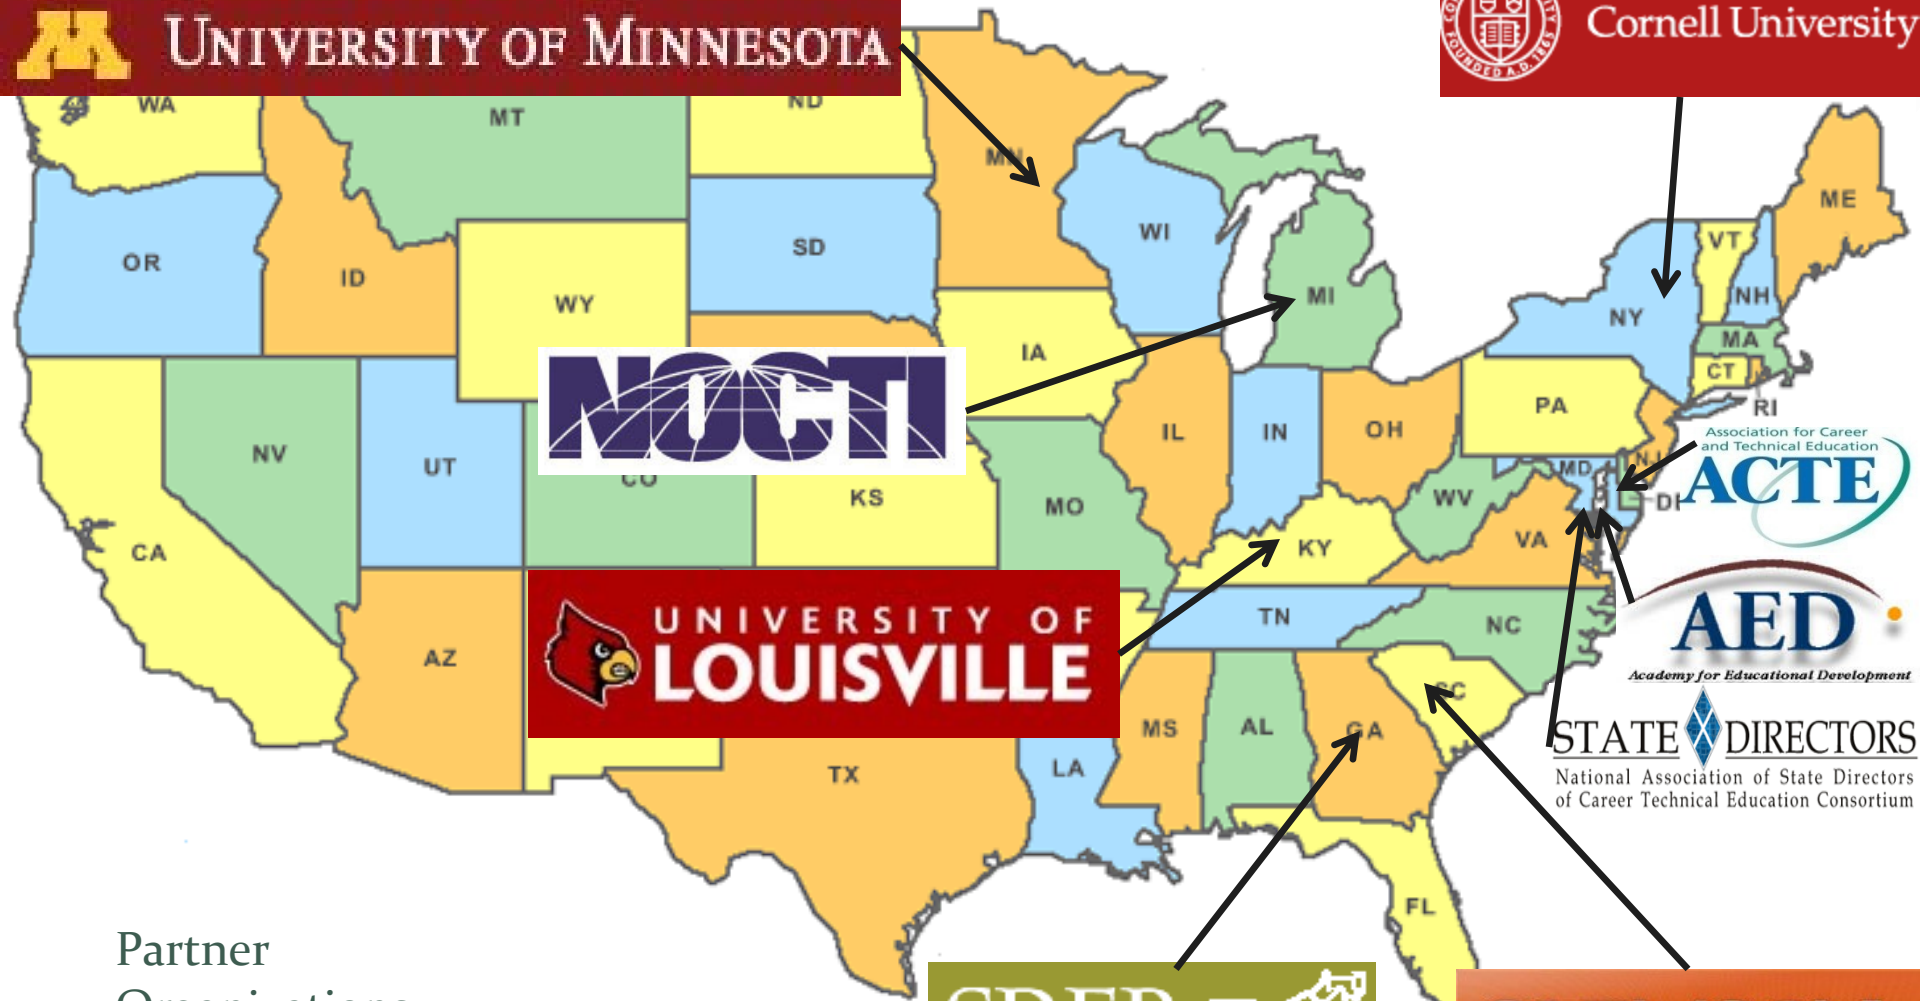 UNIVERSITY OF MINNESOTA
Cornell University
FOUNDED A.D. 1865
WA
MT
ND
MN
ME
OR
ID
SD
WI
VT
WY
MI
NH
NY
MA
IA
CT
NOCTI
PA
RI
NV
UT
CO
KS
IL
IN
OH
MD
NJ
Association for Career
and Technical Education
ACTE
MO
WV
CA
KY
VA
AZ
UNIVERSITY OF
LOUISVILLE
TN
NC
AED
Academy for Educational Development
SC
STATE DIRECTORS
National Association of State Directors
of Career Technical Education Consortium
MS
AL
GA
TX
LA
FL
Partner
Organizations